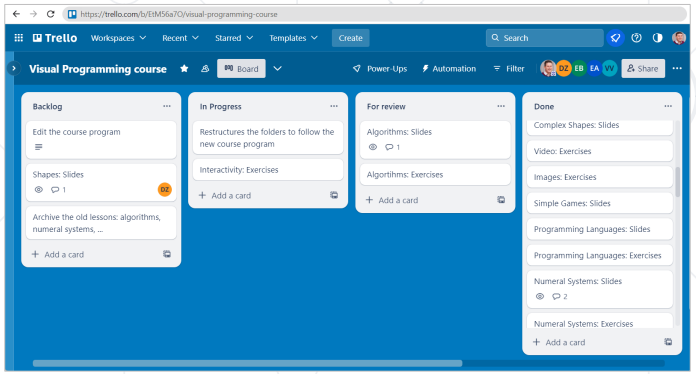 https://trello.com/b/EtM56a7O/visual-programming-course
Trello Workspaces Recent Starred Templates Create Search
Visual Programming course Board Power-Ups Automation Filter DZ EB EA VV Share
Backlog
Edit the course program
Shapes: Slides
1 DZ
Archive the old lessons: algorithms,
numeral systems, ...
+ Add a card
In Progress
Restructures the folders to follow the
new course program
Interactivity: Exercises
+ Add a card
For review
Algorithms: Slides
1
Algortihms: Exercises
+ Add a card
Done
Complex Shapes: Slides
Video: Exercises
Images: Exercises
Simple Games: Slides
Programming Languages: Slides
Programming Languages: Exercises
Numeral Systems: Slides
2
Numeral Systems: Exercises
+ Add a card